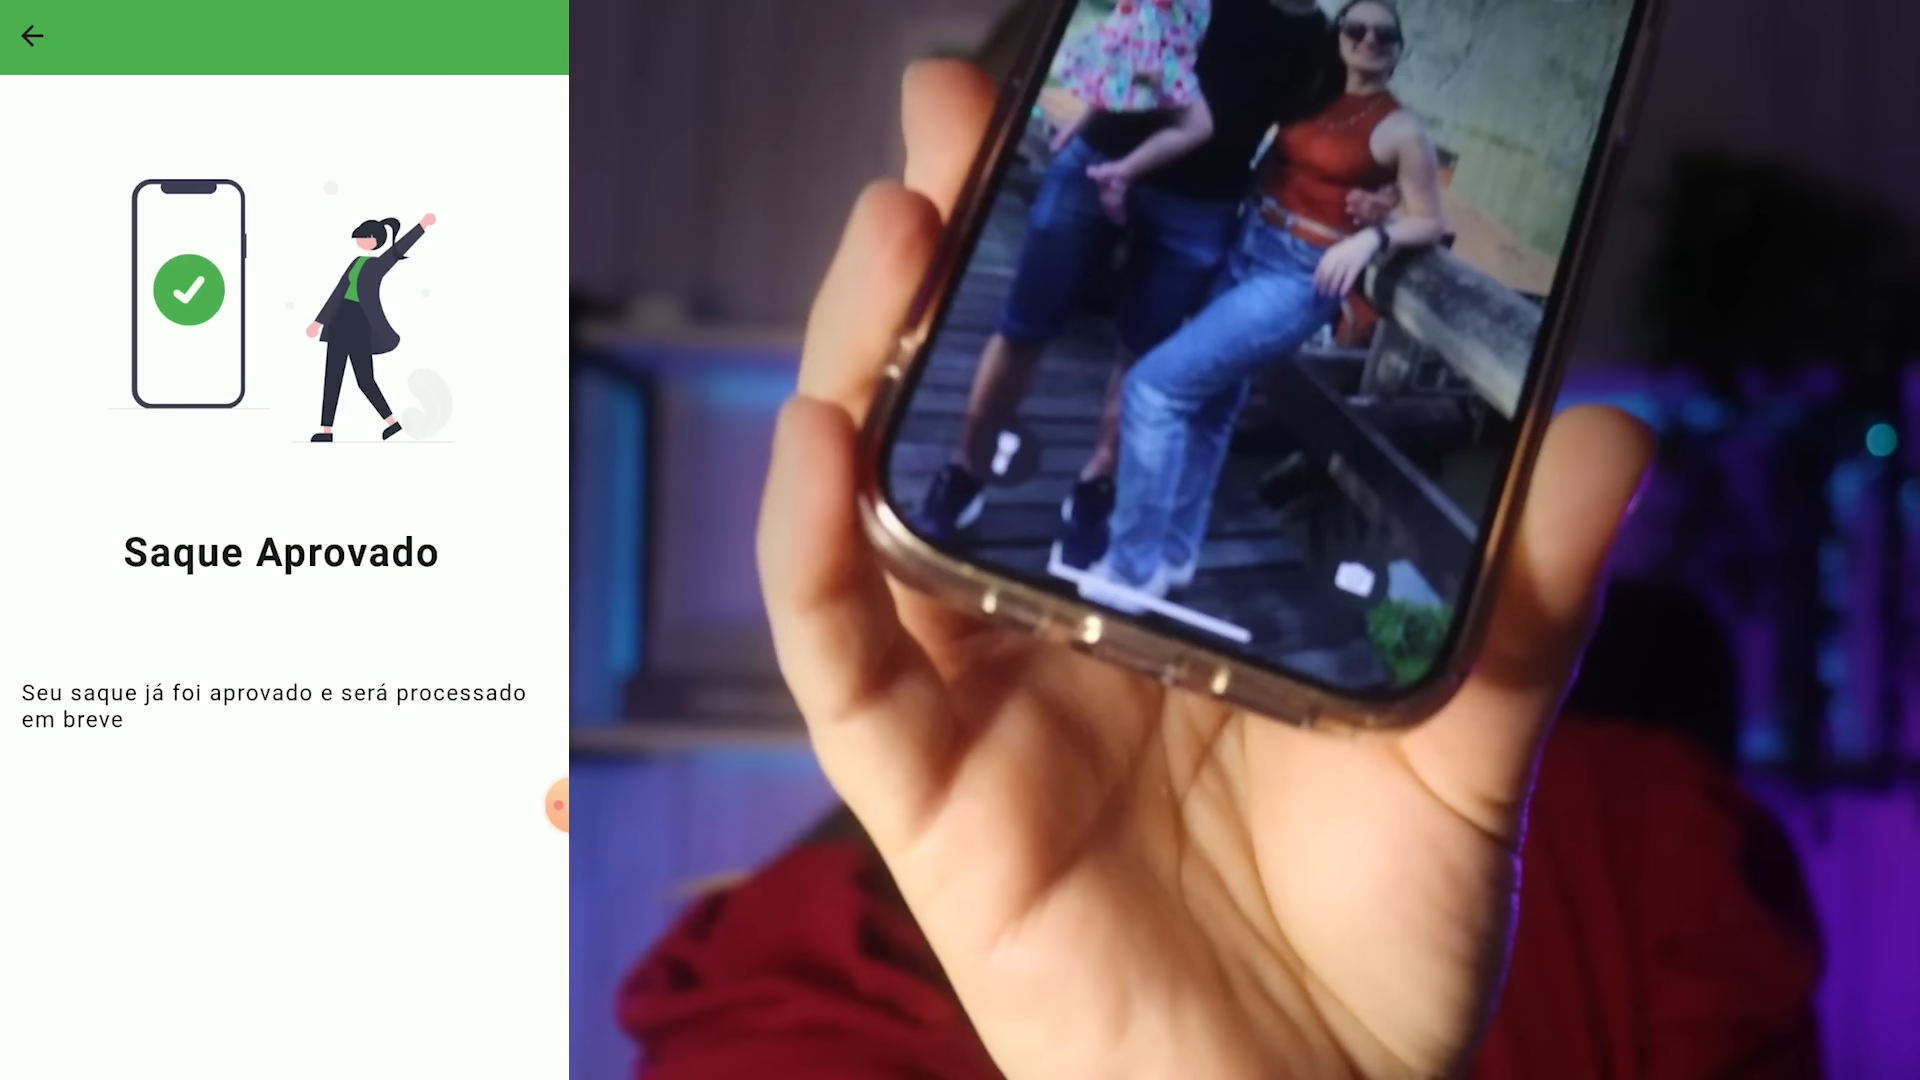 Saque Aprovado
Seu saque já foi aprovado e será processado
em breve